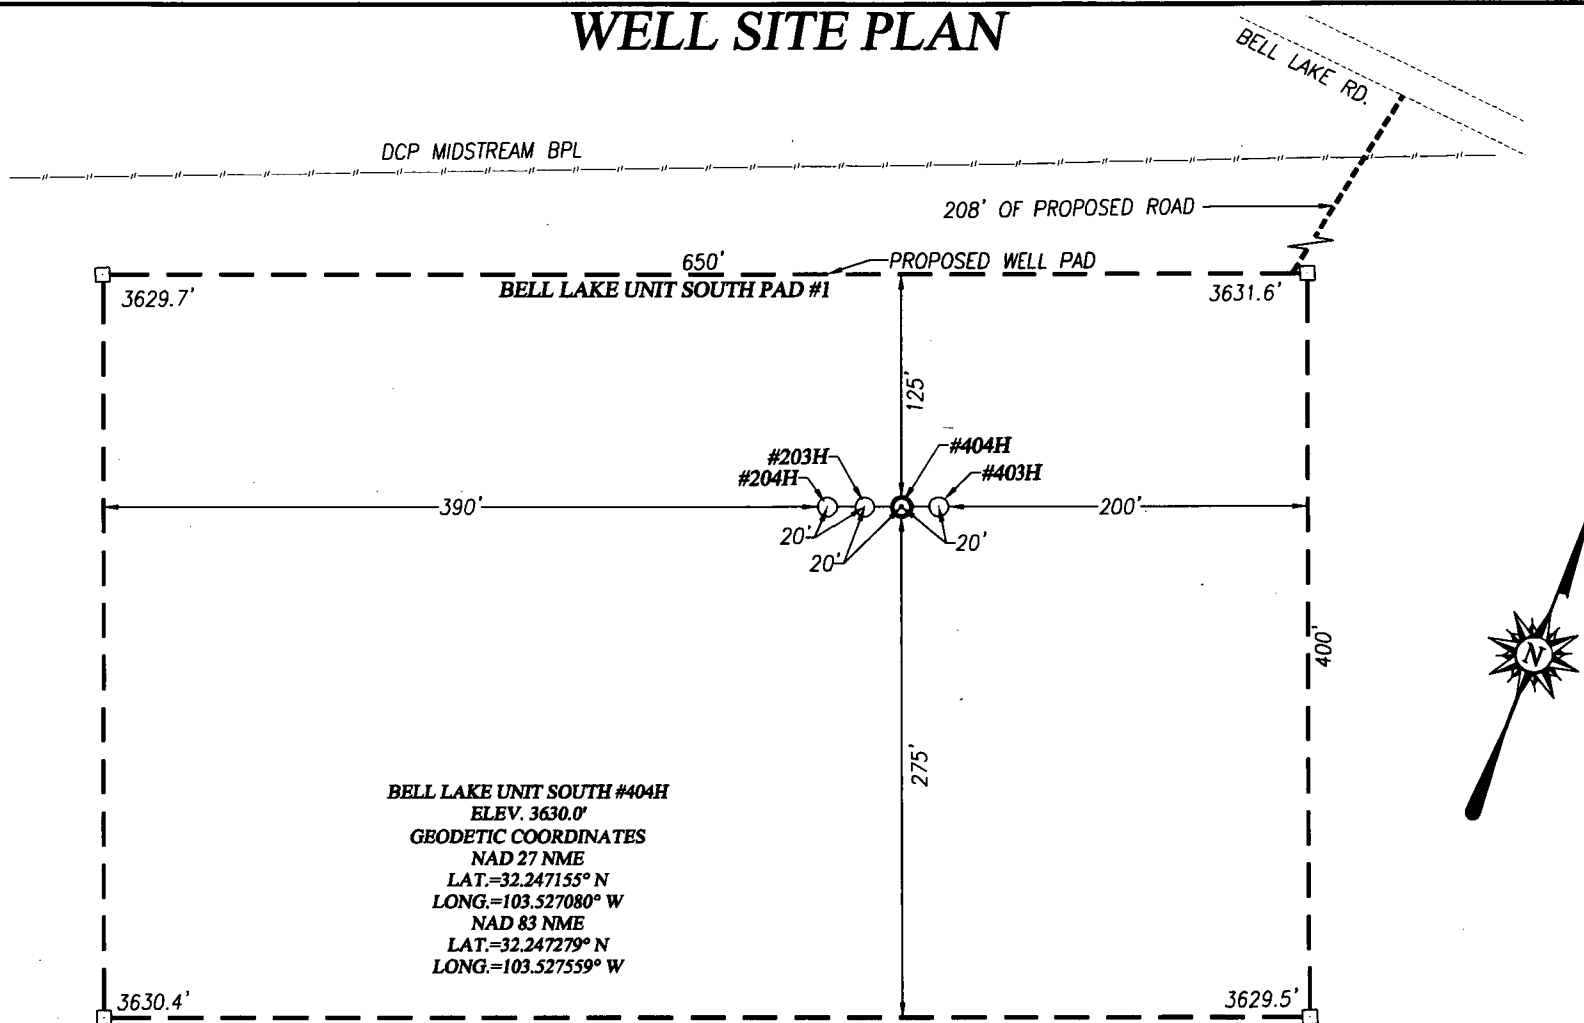 WELL SITE PLAN
BELL LAKE RD.
DCP MIDSTREAM BPL
208' OF PROPOSED ROAD
650'
PROPOSED WELL PAD
BELL LAKE UNIT SOUTH PAD #1
3629.7'
3631.6'
125'
#203H
#404H
#204H
#403H
390'
200'
20'
20'
20'
400'
N
275'
BELL LAKE UNIT SOUTH #404H
ELEV. 3630.0'
GEODETIC COORDINATES
NAD 27 NME
LAT.=32.247155° N
LONG.=103.527080° W
NAD 83 NME
LAT.=32.247279° N
LONG.=103.527559° W
3630.4'
3629.5'